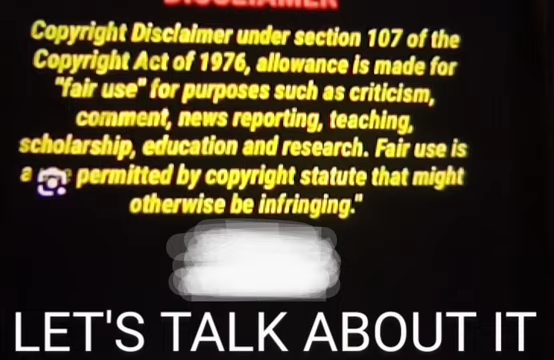 DISCLAIMER
Copyright Disclaimer under section 107 of the
Copyright Act of 1976, allowance is made for
"fair use" for purposes such as criticism,
comment, news reporting, teaching,
scholarship, education and research. Fair use is
a permitted by copyright statute that might
otherwise be infringing."
LET'S TALK ABOUT IT